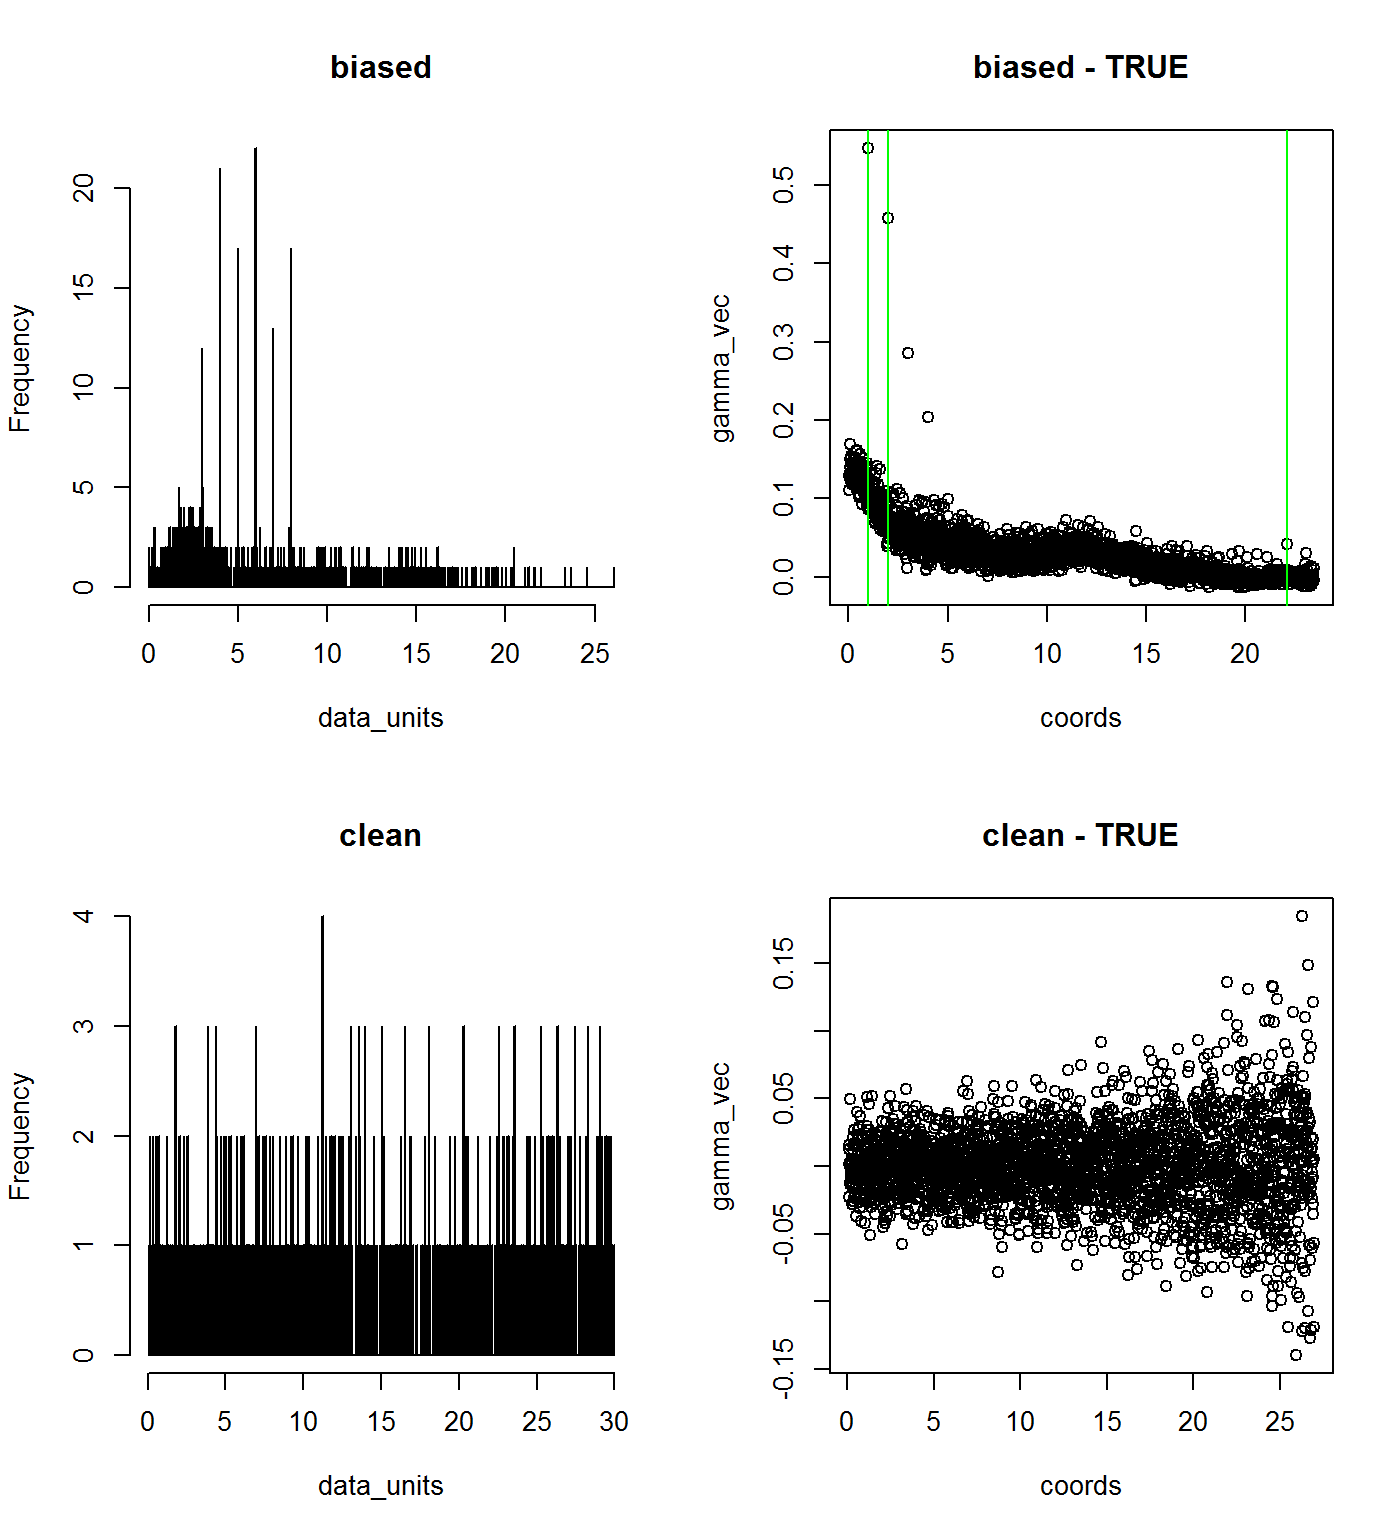 biased
Frequency
0 5 10 15 20
0 5 10 15 20 25
data_units
biased - TRUE
gamma_vec
0.0 0.1 0.2 0.3 0.4 0.5
0 5 10 15 20
coords
clean
Frequency
0 1 2 3 4
0 5 10 15 20 25 30
data_units
clean - TRUE
gamma_vec
-0.15 -0.05 0.05 0.15
0 5 10 15 20 25
coords